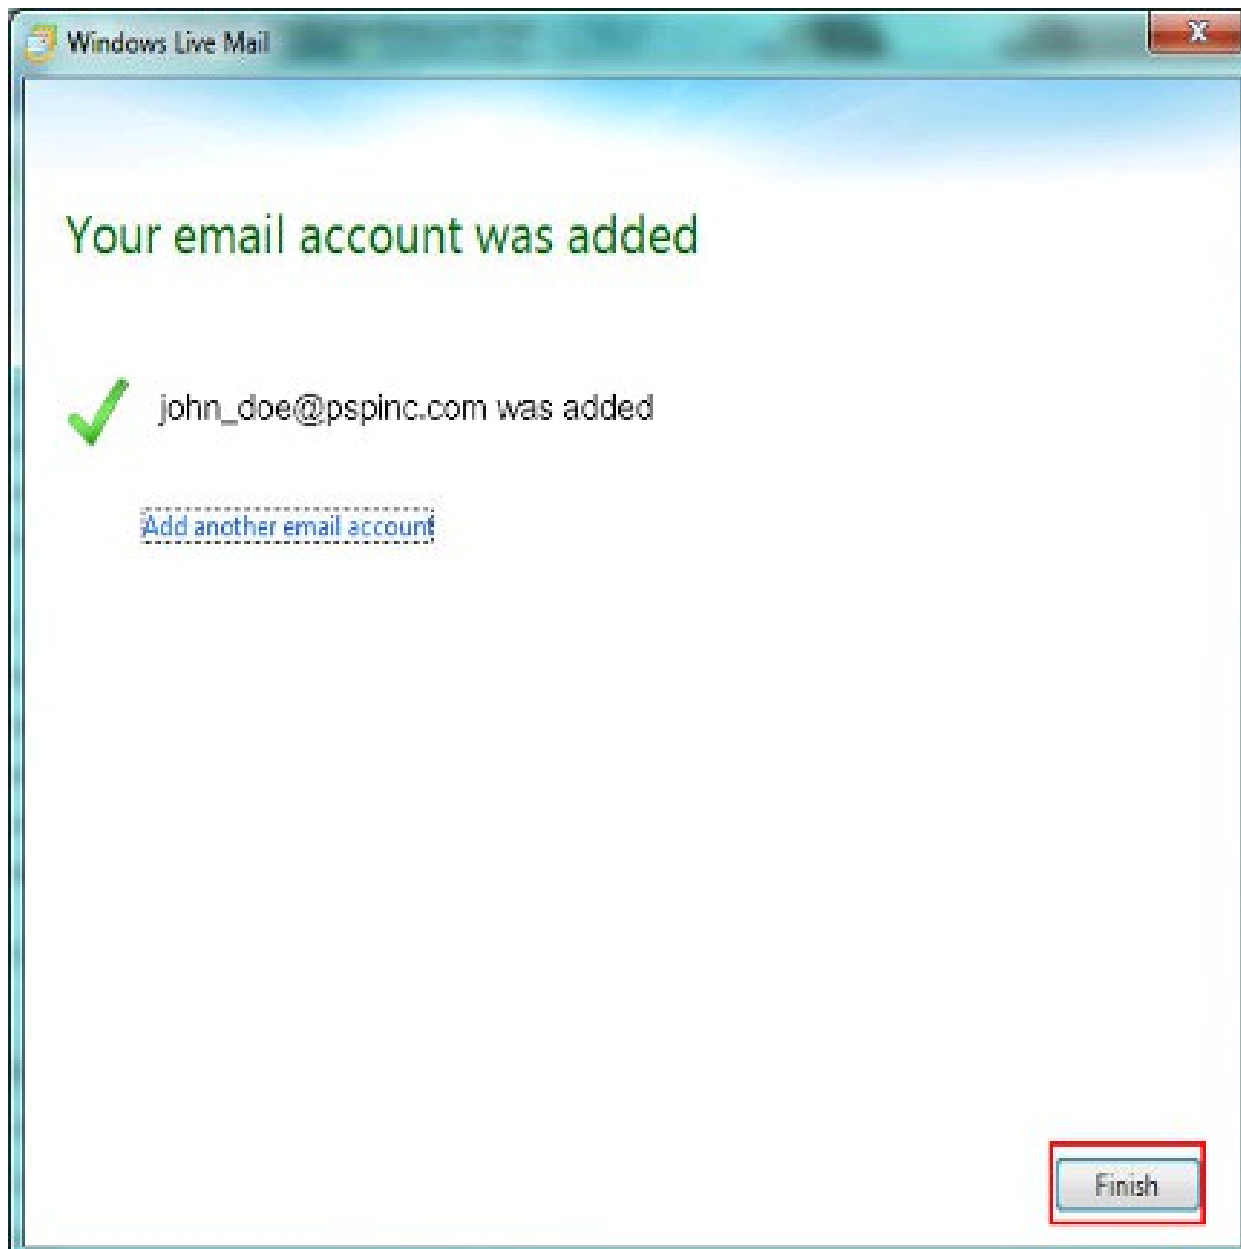 Windows Live Mail
Your email account was added
john_doe@pspinc.com was added
Add another email account
Finish